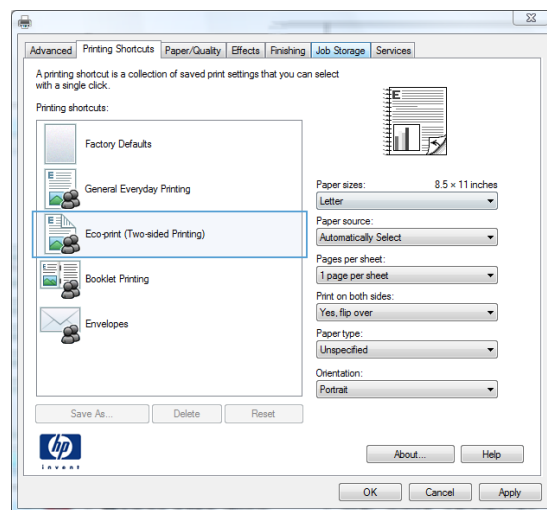 Advanced Printing Shortcuts Paper/Quality Effects Finishing Job Storage Services
A printing shortcut is a collection of saved print settings that you can select
with a single click.
Printing shortcuts:
Factory Defaults
General Everyday Printing
Eco-print (Two-sided Printing)
Booklet Printing
Envelopes
E
Paper sizes: 8.5 × 11 inches
Letter
Paper source:
Automatically Select
Pages per sheet:
1 page per sheet
Print on both sides:
Yes, flip over
Paper type:
Unspecified
Orientation:
Portrait
Save As... Delete Reset
hp
invent
About... Help
OK Cancel Apply